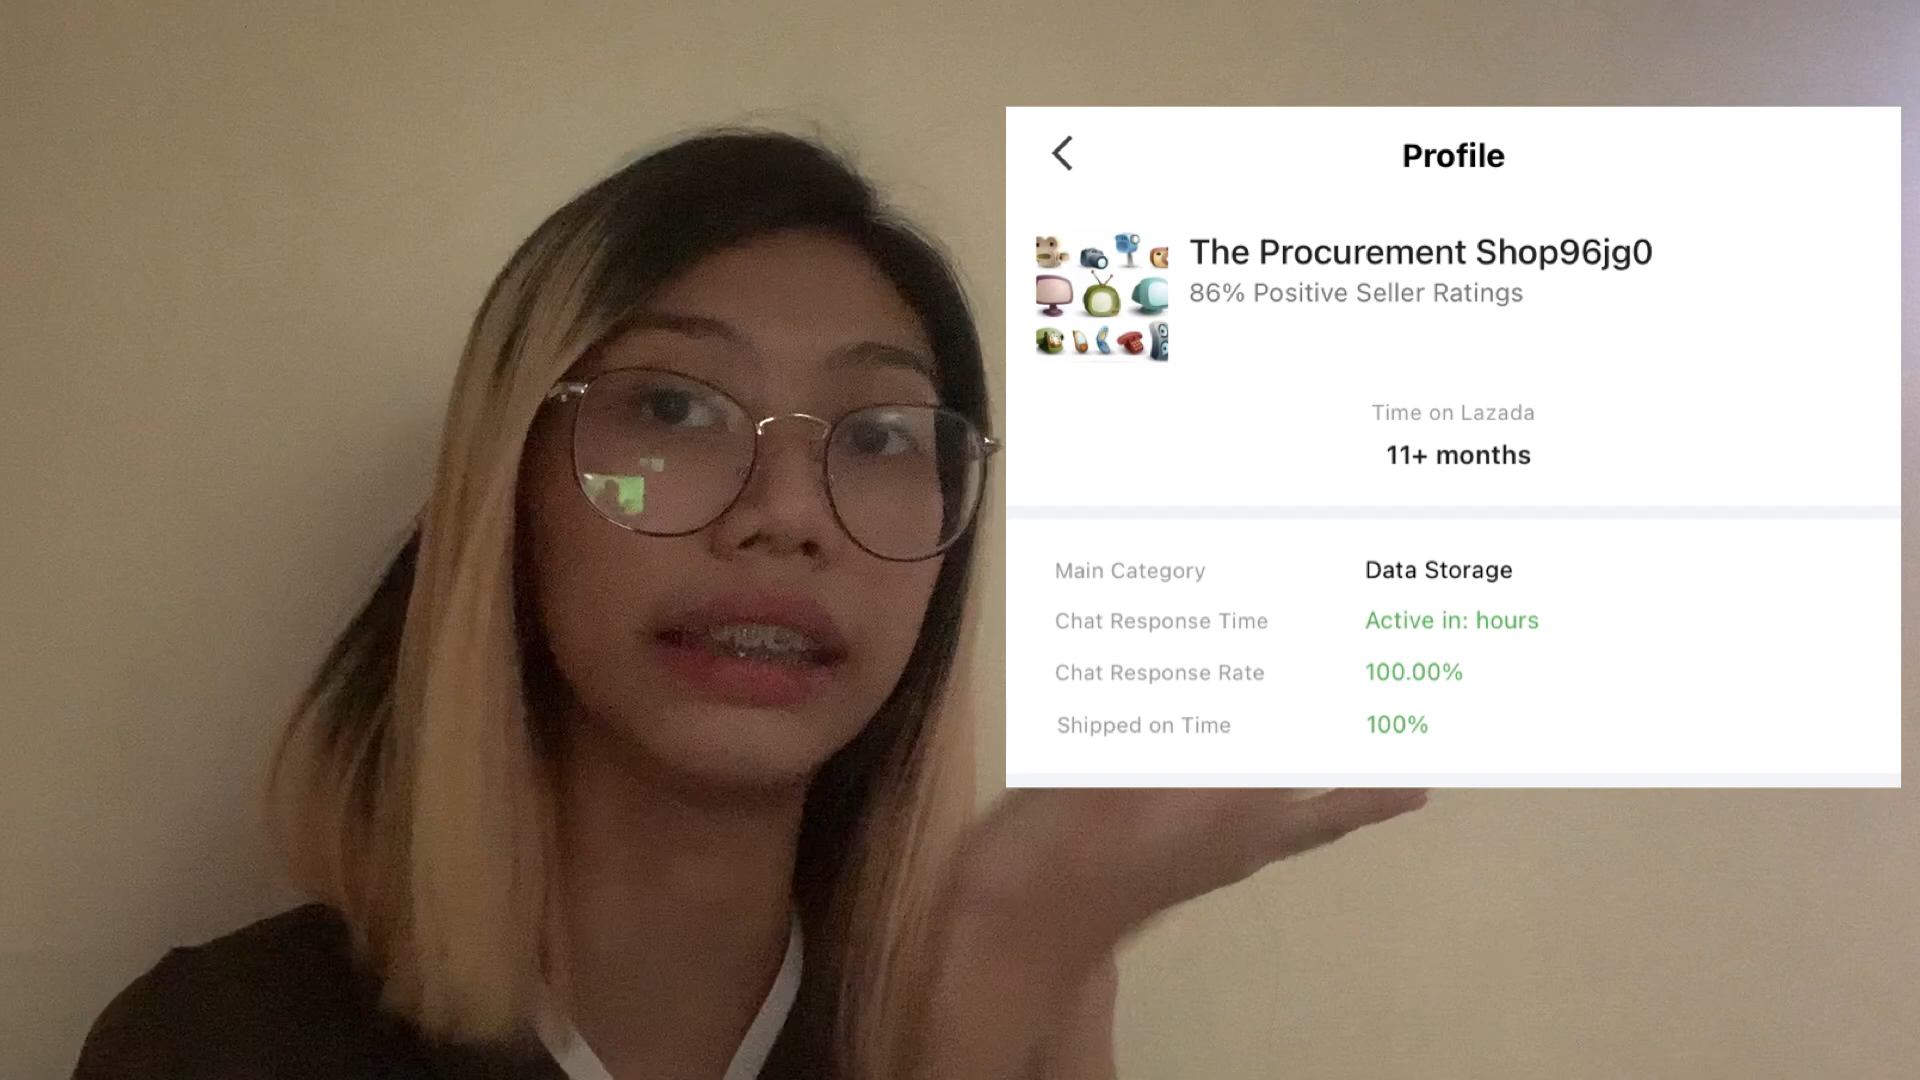 Profile
The Procurement Shop96jg0
86% Positive Seller Ratings
Time on Lazada
11+ months
Main Category Data Storage
Chat Response Time Active in: hours
Chat Response Rate 100.00%
Shipped on Time 100%